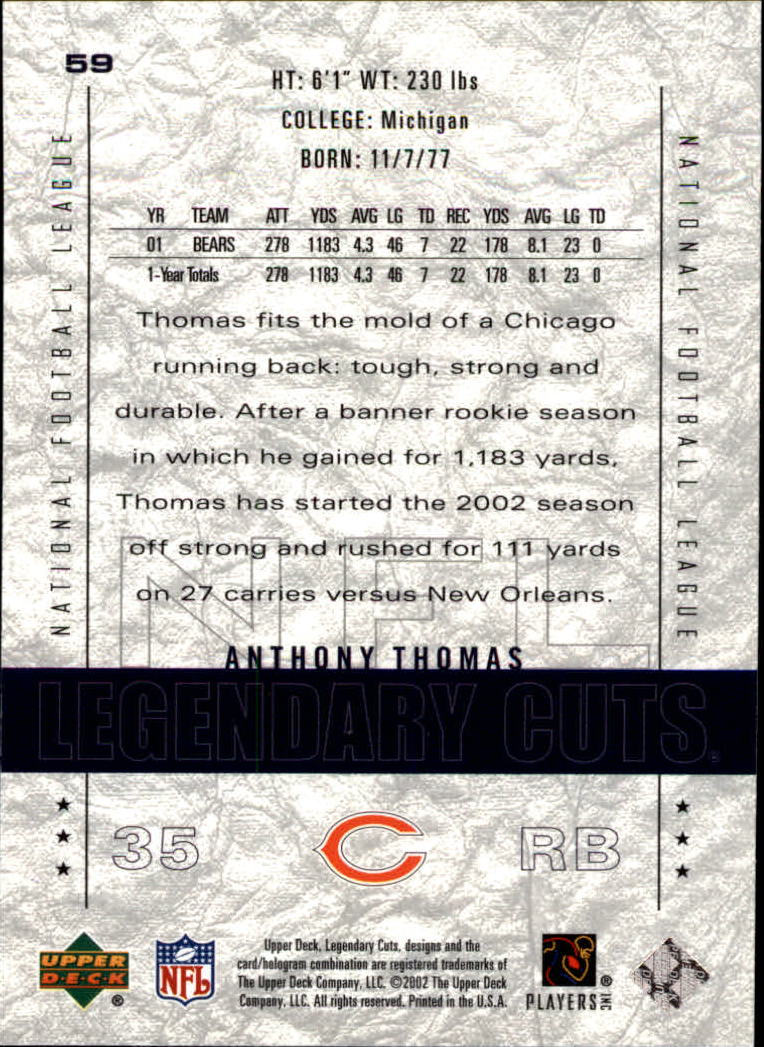 59
HT: 6'1" WT: 230 lbs
COLLEGE: Michigan
BORN: 11/7/77
NATIONAL FOOTBALL LEAGUE
NATIONAL FOOTBALL LEAGUE
YR TEAM ATT YDS AVG LG TD REC YDS AVG LG TD
01 BEARS 278 1183 4.3 46 7 22 178 8.1 23 0
1-Year Totals 278 1183 4.3 46 7 22 178 8.1 23 0
Thomas fits the mold of a Chicago
running back: tough, strong and
durable. After a banner rookie season
in which he gained for 1,183 yards,
Thomas has started the 2002 season
off strong and rushed for 111 yards
on 27 carries versus New Orleans.
NFL
ANTHONY THOMAS
LEGENDARY CUTS®
35 C RB
UPPER
DECK®
NFL
Upper Deck, Legendary Cuts, designs and the
card/hologram combination are registered trademarks of
The Upper Deck Company, LLC. ©2002 The Upper Deck
Company, LLC. All rights reserved. Printed in the U.S.A.
PLAYERS INC®